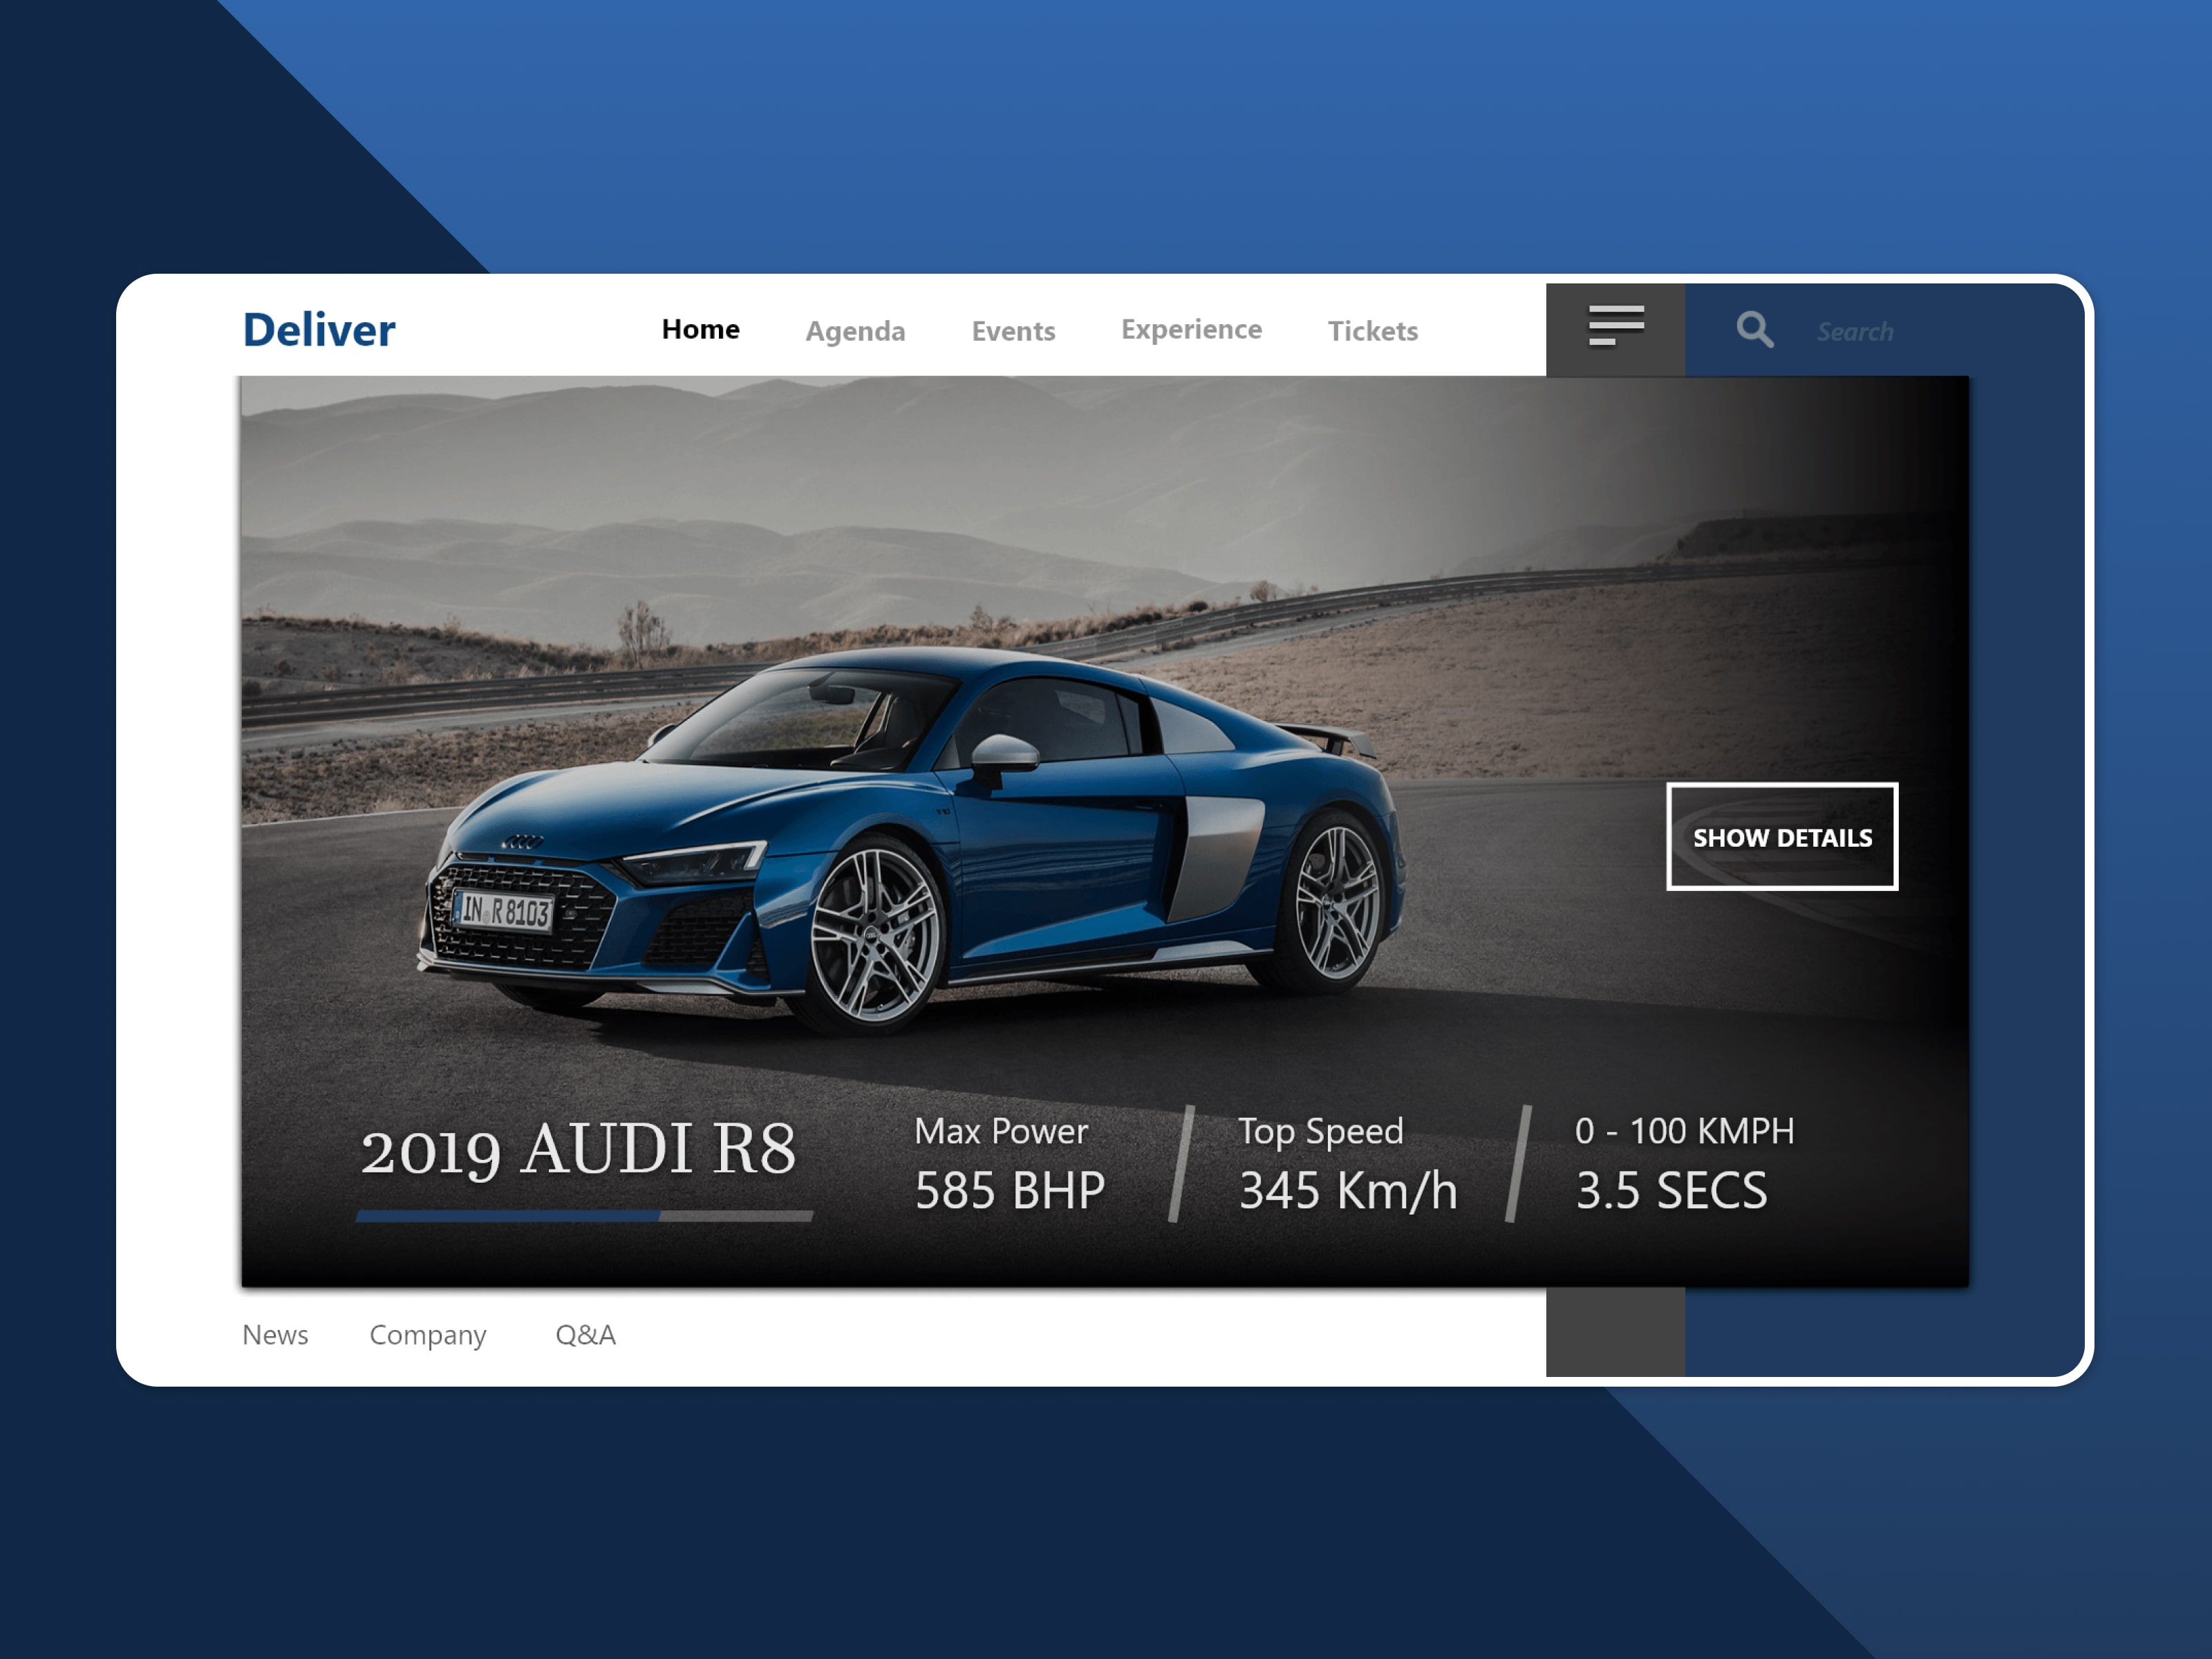 Deliver
Home
Agenda
Events
Experience
Tickets
Search
IN R 8103
SHOW DETAILS
2019 AUDI R8
Max Power
585 BHP
Top Speed
345 Km/h
0 - 100 KMPH
3.5 SECS
News
Company
Q&A